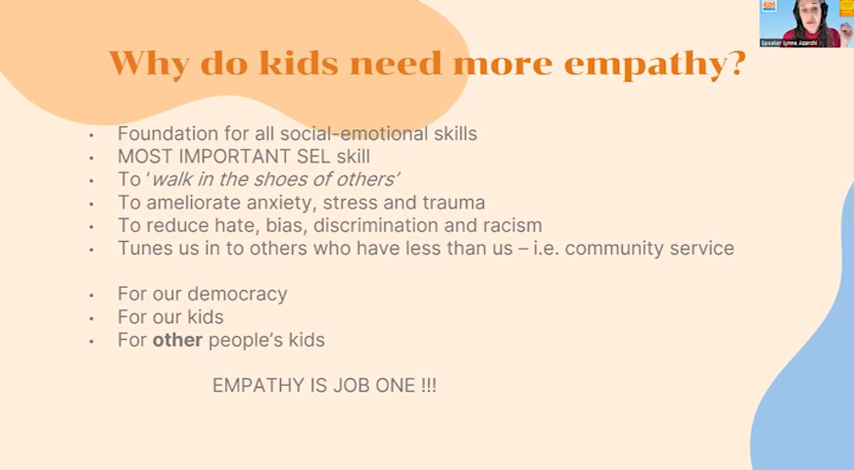 Why do kids need more empathy?
• Foundation for all social-emotional skills
• MOST IMPORTANT SEL skill
• To ‘walk in the shoes of others’
• To ameliorate anxiety, stress and trauma
• To reduce hate, bias, discrimination and racism
• Tunes us in to others who have less than us – i.e. community service
• For our democracy
• For our kids
• For other people’s kids
EMPATHY IS JOB ONE !!!
Speaker Lynne Azarchi